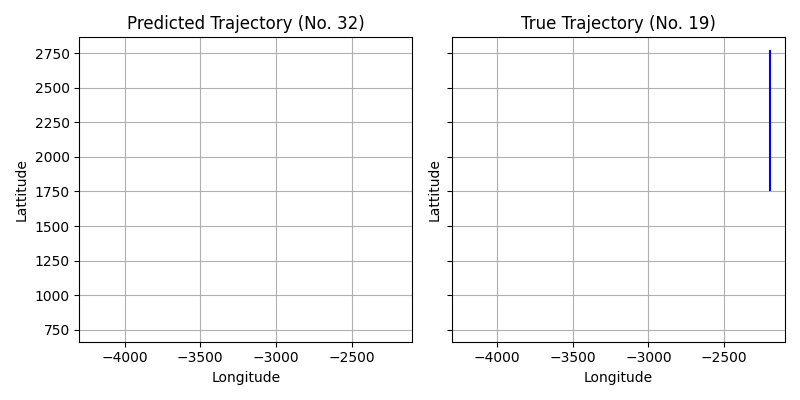 Predicted Trajectory (No. 32)
True Trajectory (No. 19)
Lattitude
2750
2500
2250
2000
1750
1500
1250
1000
750
−4000 −3500 −3000 −2500
Longitude
Lattitude
−4000 −3500 −3000 −2500
Longitude